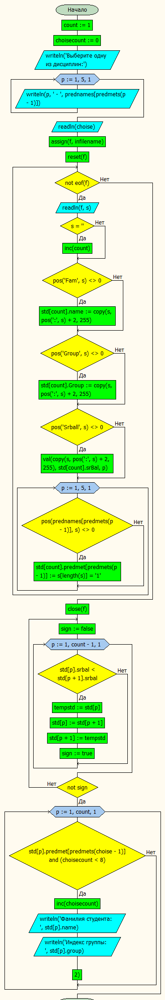 Начало
count := 1
choisecount := 0
writeln('Выберите одну
из дисциплин:')
p := 1, 5, 1
writeln(p, ' - ', prednames[predmets(p
- 1)])
readln(choise)
assign(f, infilename)
reset(f)
not eof(f)
Нет
Да
readln(f, s)
s = ''
Нет
Да
inc(count)
pos('Fam', s) <> 0
Нет
Да
std[count].name := copy(s,
pos(':', s) + 2, 255)
pos('Group', s) <> 0
Нет
Да
std[count].Group := copy(s,
pos(':', s) + 2, 255)
pos('Srball', s) <> 0
Нет
Да
val(copy(s, pos(':', s) + 2,
255), std[count].srBal, p)
p := 1, 5, 1
pos(prednames[predmets(p
- 1)], s) <> 0
Нет
Да
std[count].predmet[predmets(p
- 1)] := s[length(s)] = '1'
close(f)
sign := false
p := 1, count - 1, 1
std[p].srbal <
std[p + 1].srbal
Нет
Да
tempstd := std[p]
std[p] := std[p + 1]
std[p + 1] := tempstd
sign := true
not sign
Нет
Да
p := 1, count, 1
std[p].predmet[predmets(choise - 1)]
and (choisecount < 8)
Нет
Да
inc(choisecount)
writeln('Фамилия студента:
', std[p].name)
writeln('Индекс группы:
', std[p].group)
2)